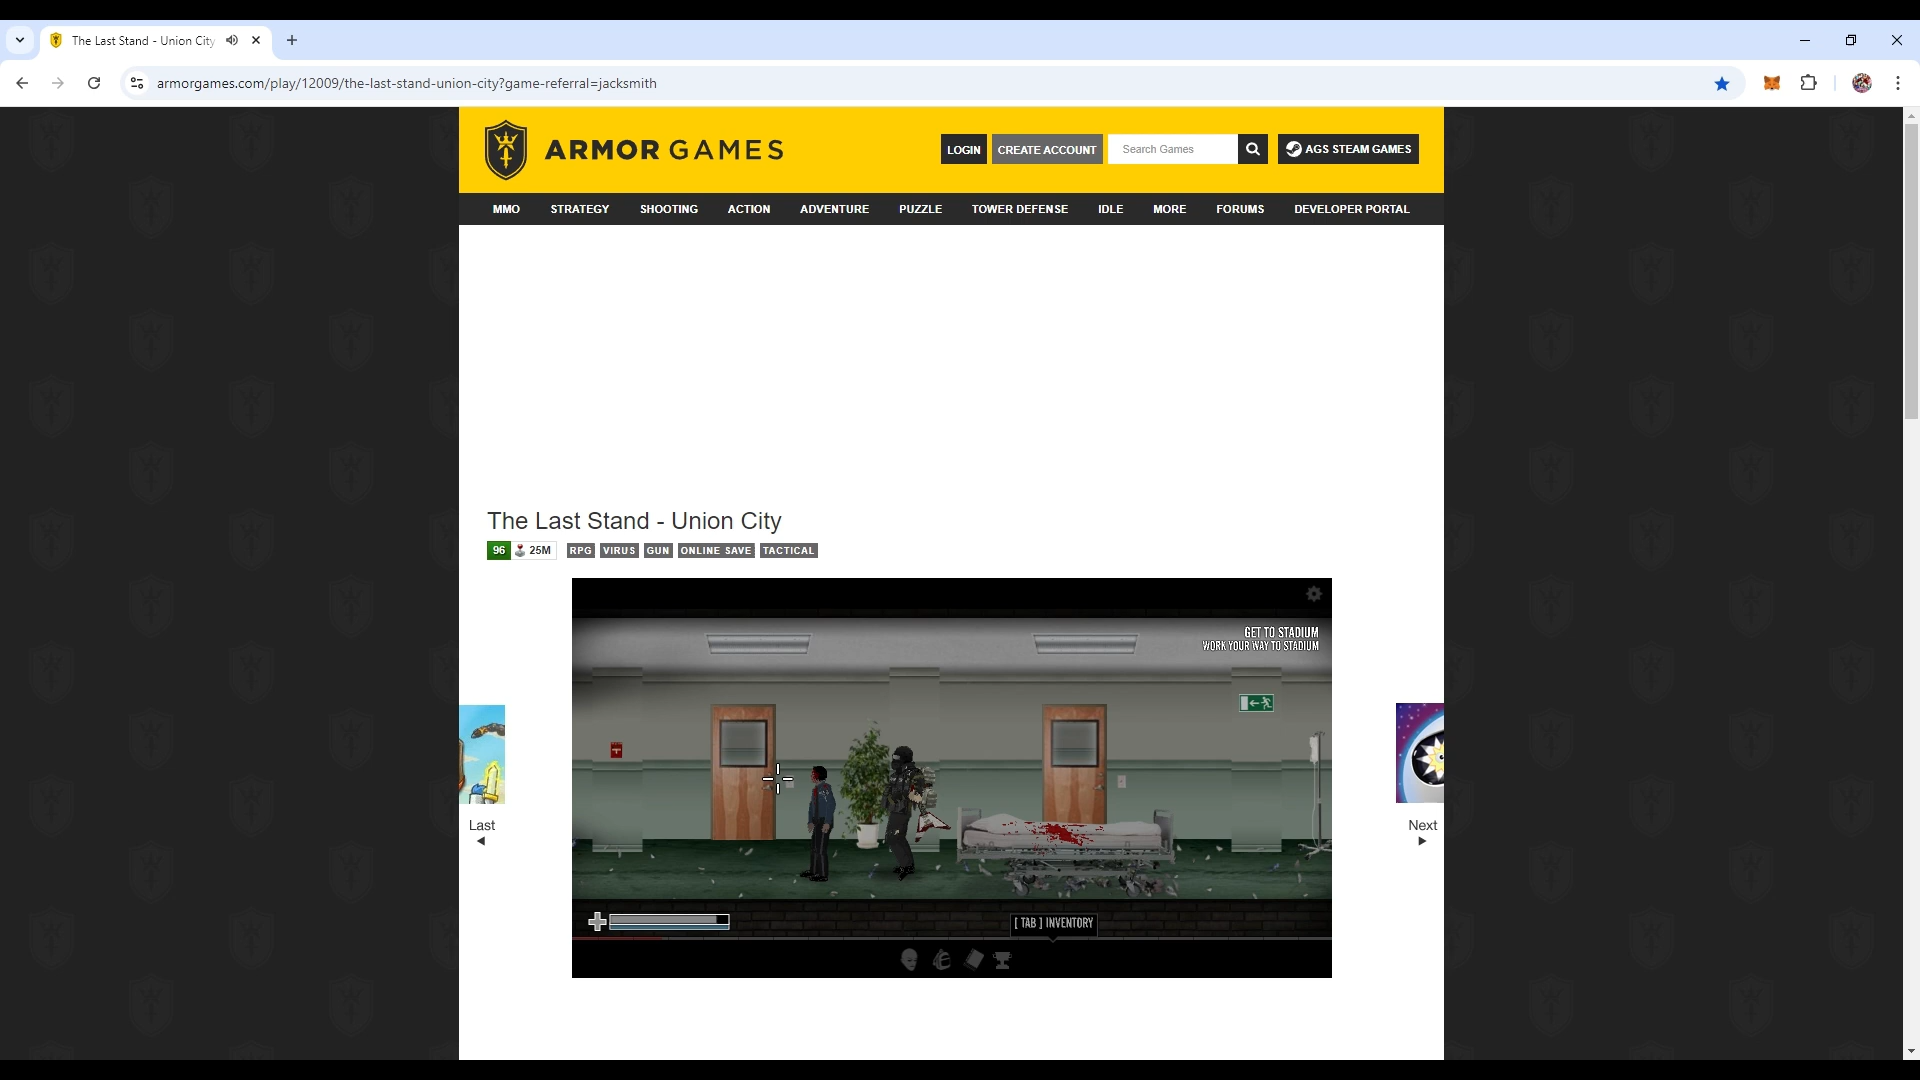 The Last Stand - Union City
armorgames.com/play/12009/the-last-stand-union-city?game-referral=jacksmith
ARMOR GAMES
LOGIN
CREATE ACCOUNT
Search Games
AGS STEAM GAMES
MMO STRATEGY SHOOTING ACTION ADVENTURE PUZZLE TOWER DEFENSE IDLE MORE FORUMS DEVELOPER PORTAL
The Last Stand - Union City
96 25M RPG VIRUS GUN ONLINE SAVE TACTICAL
GET TO STADIUM
WORK YOUR WAY TO STADIUM
Last
Next
[ TAB ] INVENTORY